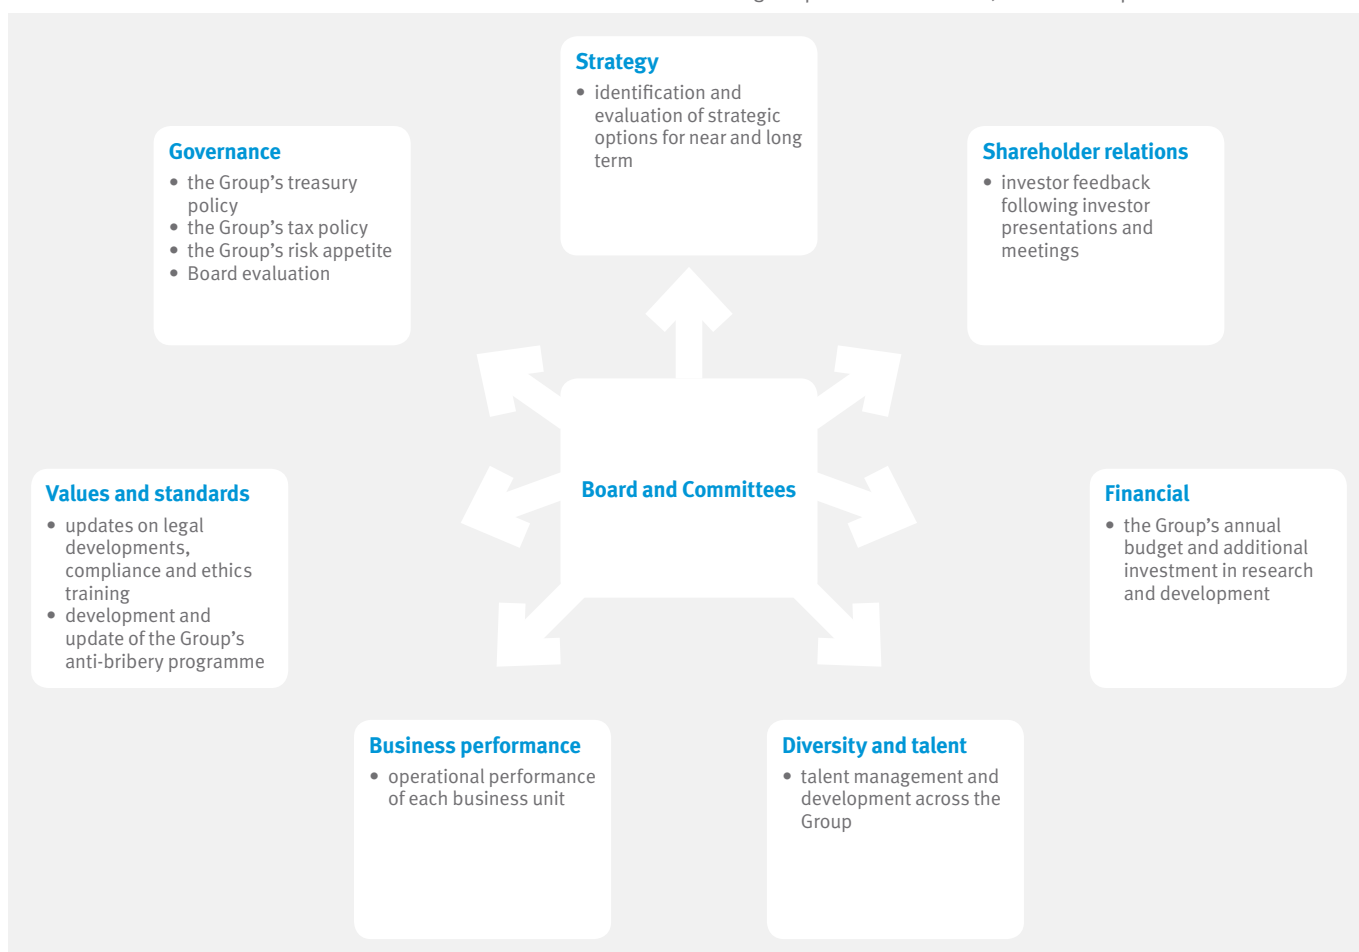 Strategy
• identification and
evaluation of strategic
options for near and long
term
Governance
• the Group’s treasury
policy
• the Group’s tax policy
• the Group’s risk appetite
• Board evaluation
Shareholder relations
• investor feedback
following investor
presentations and
meetings
Board and Committees
Values and standards
• updates on legal
developments,
compliance and ethics
training
• development and
update of the Group’s
anti-bribery programme
Financial
• the Group’s annual
budget and additional
investment in research
and development
Business performance
• operational performance
of each business unit
Diversity and talent
• talent management and
development across the
Group